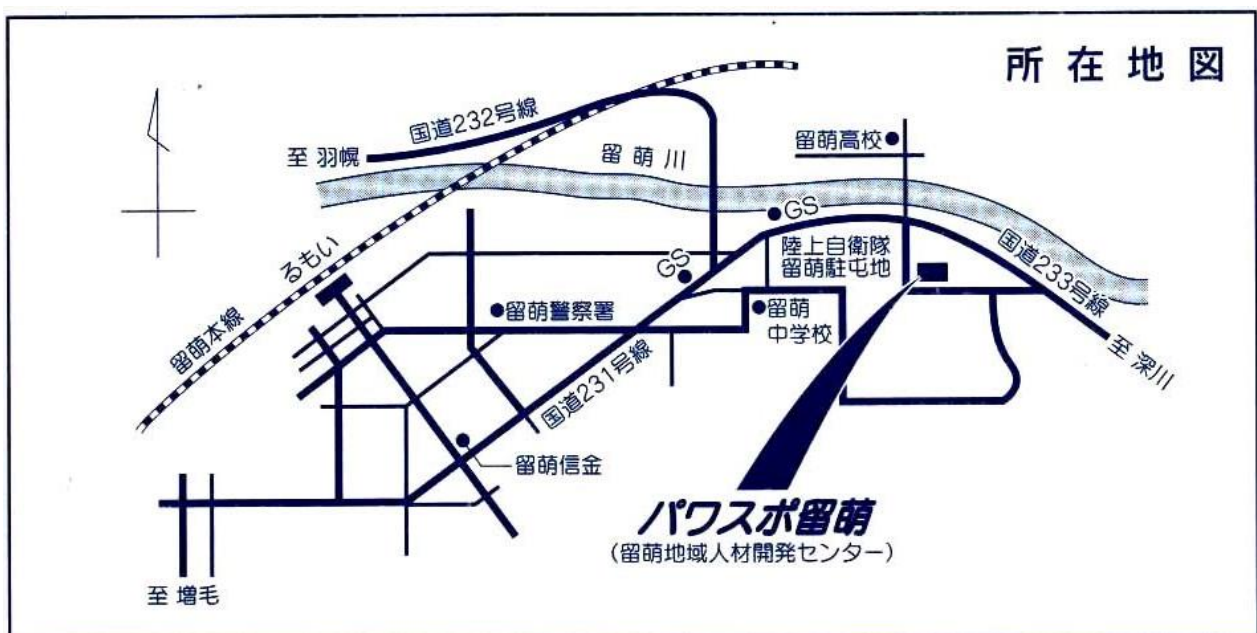 所在地図
国道232号線
至 羽幌
留萌川
留萌高校
GS
陸上自衛隊
留萌駐屯地
国道233号線
るもい
GS
留萌警察署
留萌
中学校
留萌本線
至 深川
国道231号線
留萌信金
パワスポ留萌
(留萌地域人材開発センター)
至 増毛